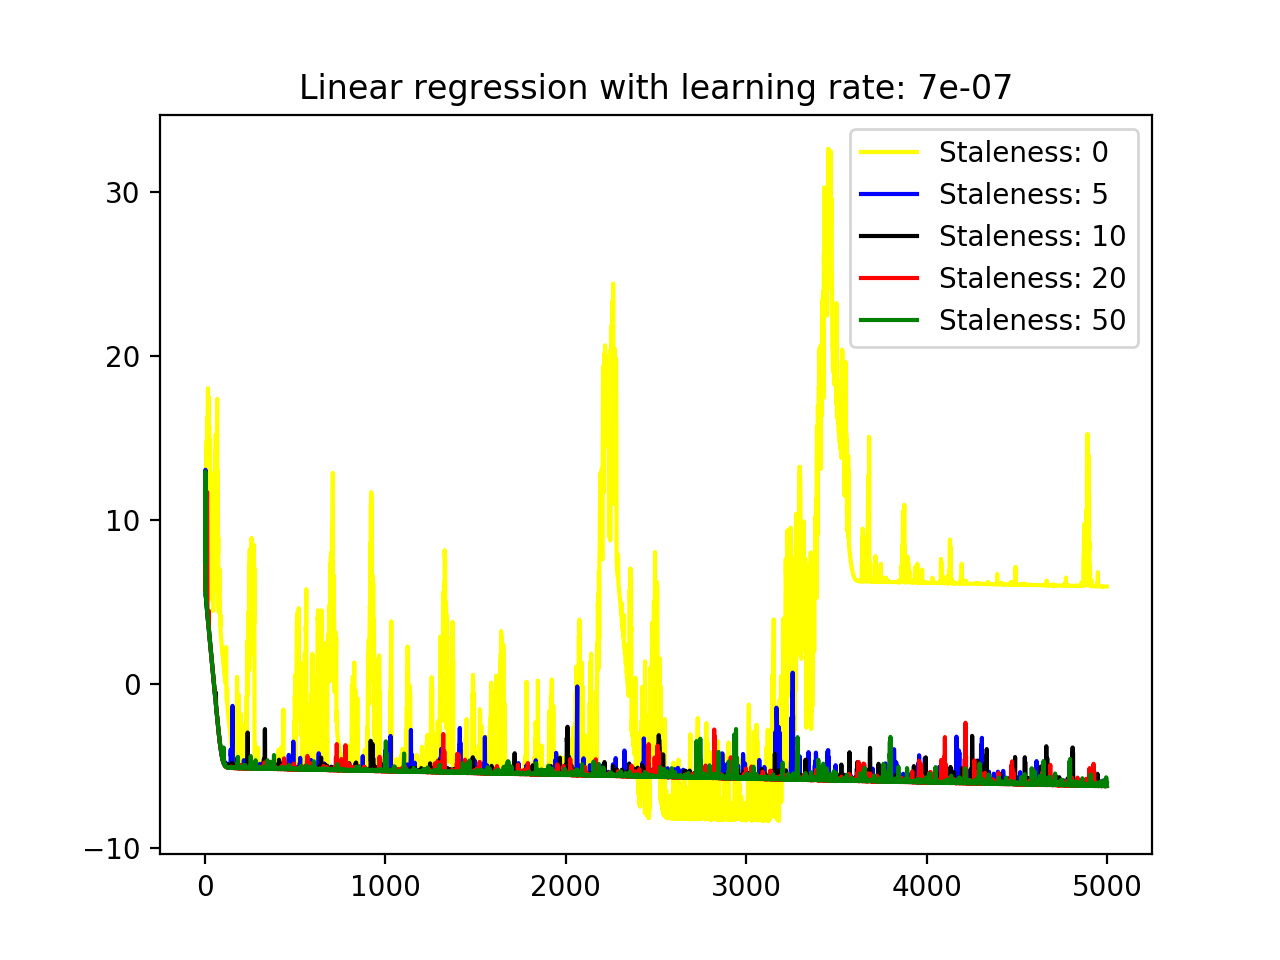 Linear regression with learning rate: 7e-07
Staleness: 0
Staleness: 5
Staleness: 10
Staleness: 20
Staleness: 50
30
20
10
0
−10
0 1000 2000 3000 4000 5000